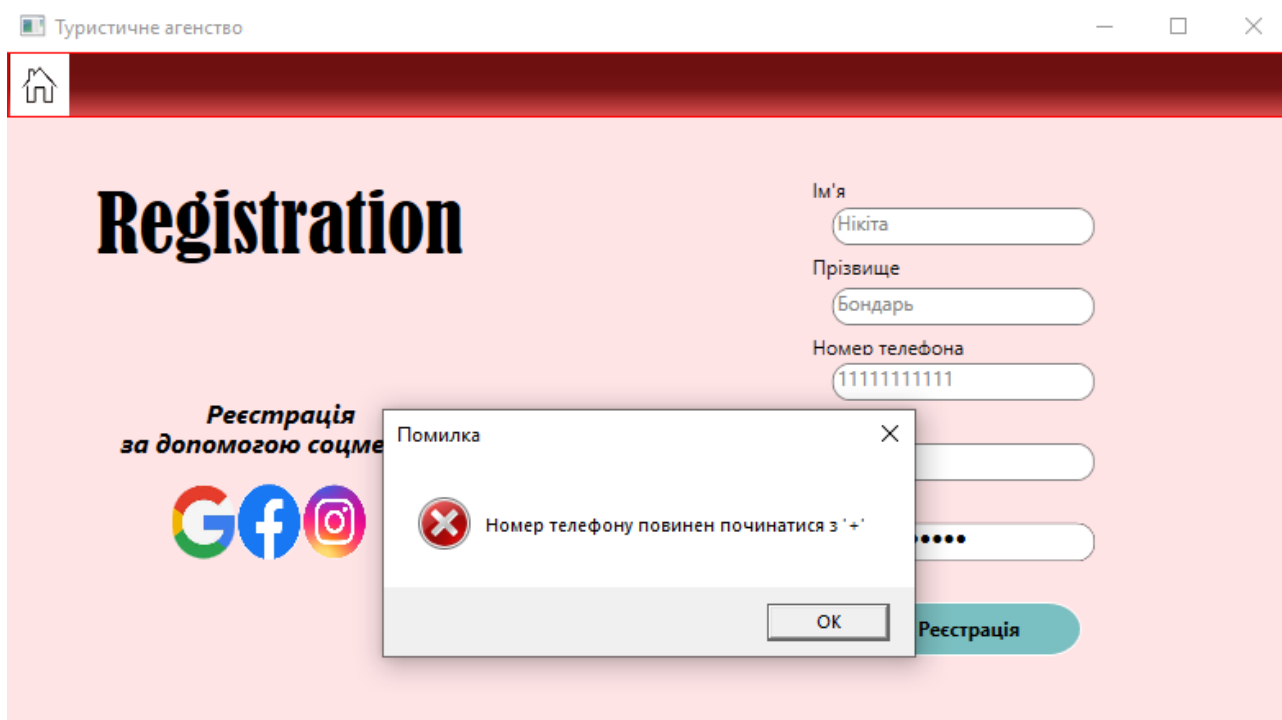 Туристичне агенство
Registration
Ім'я
Нікіта
Прізвище
Бондарь
Номер телефона
11111111111
Реєстрація
за допомогою соцме
Помилка
Номер телефону повинен починатися з '+'
OK
Реєстрація